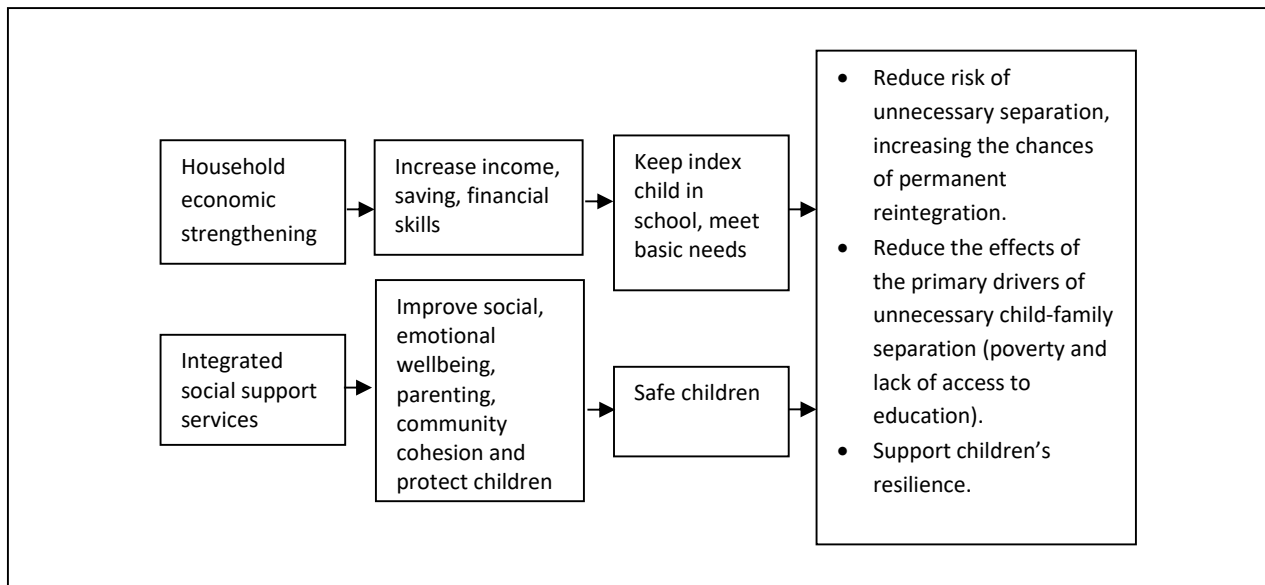 Household
economic
strengthening
Increase income,
saving, financial
skills
Keep index
child in
school, meet
basic needs
Integrated
social support
services
Improve social,
emotional
wellbeing,
parenting,
community
cohesion and
protect children
Safe children
• Reduce risk of
unnecessary separation,
increasing the chances
of permanent
reintegration.
• Reduce the effects of
the primary drivers of
unnecessary child-family
separation (poverty and
lack of access to
education).
• Support children’s
resilience.